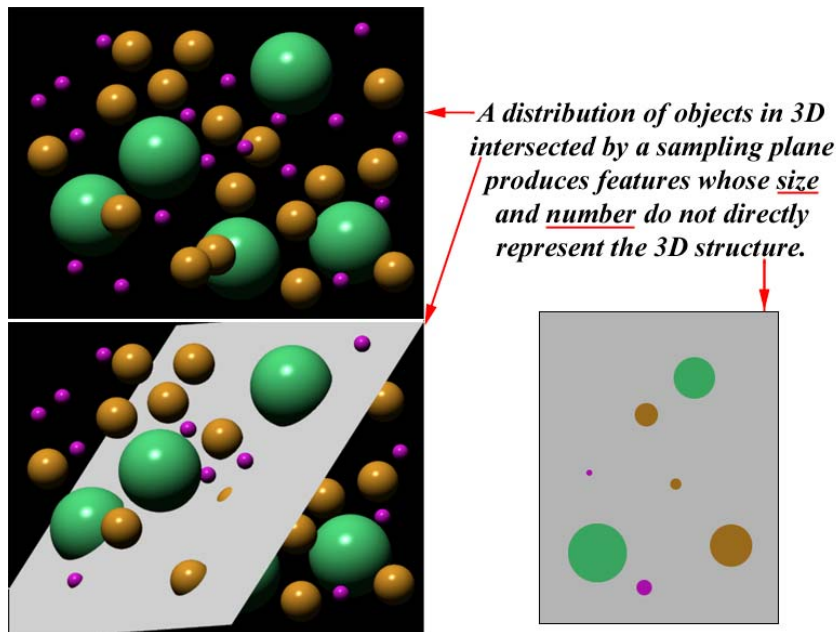 A distribution of objects in 3D
intersected by a sampling plane
produces features whose size
and number do not directly
represent the 3D structure.